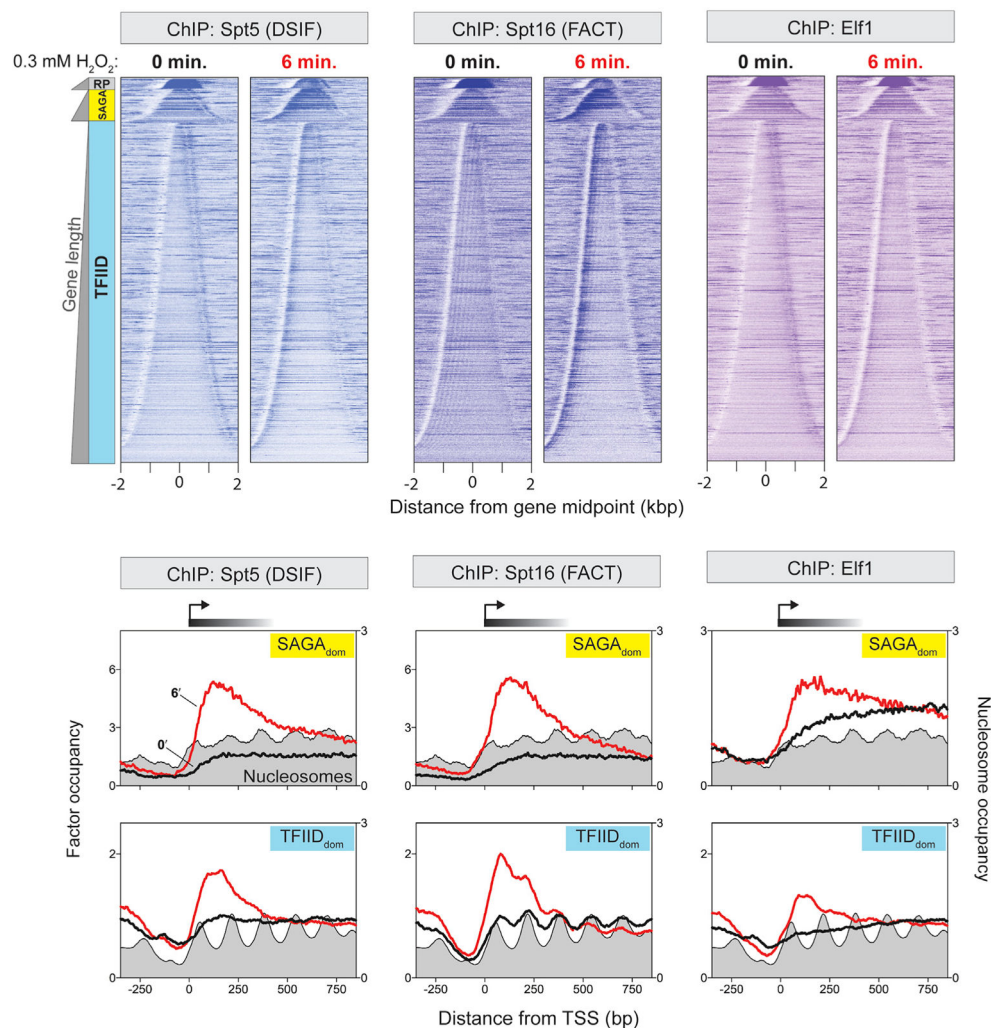 ChIP: Spt5 (DSIF)
ChIP: Spt16 (FACT)
ChIP: Elf1
0.3 mM H₂O₂:
0 min.
6 min.
0 min.
6 min.
0 min.
6 min.
RP
SAGA
TFIID
Gene length
-2
0
2
-2
0
2
-2
0
2
Distance from gene midpoint (kbp)
ChIP: Spt5 (DSIF)
ChIP: Spt16 (FACT)
ChIP: Elf1
SAGAdom
SAGAdom
SAGAdom
6
3
0
3
0
6'
0'
Nucleosomes
6
3
0
3
0
3
0
3
0
TFIIDdom
TFIIDdom
TFIIDdom
2
0
3
0
2
0
3
0
2
0
3
0
-250
0
250
500
750
-250
0
250
500
750
-250
0
250
500
750
Factor occupancy
Nucleosome occupancy
Distance from TSS (bp)